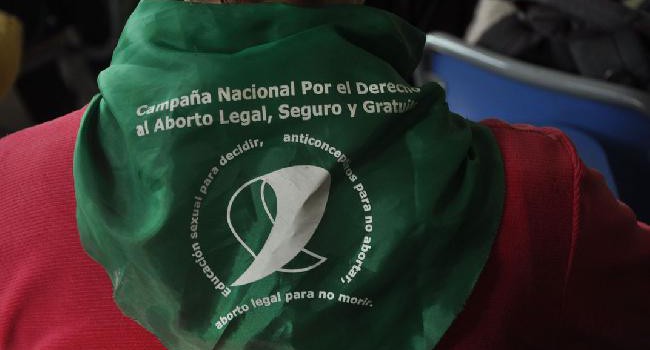 Campaña Nacional Por el Derecho
al Aborto Legal, Seguro y Gratuito
Educación sexual para decidir,
anticonceptivos para no abortar,
aborto legal para no morir.